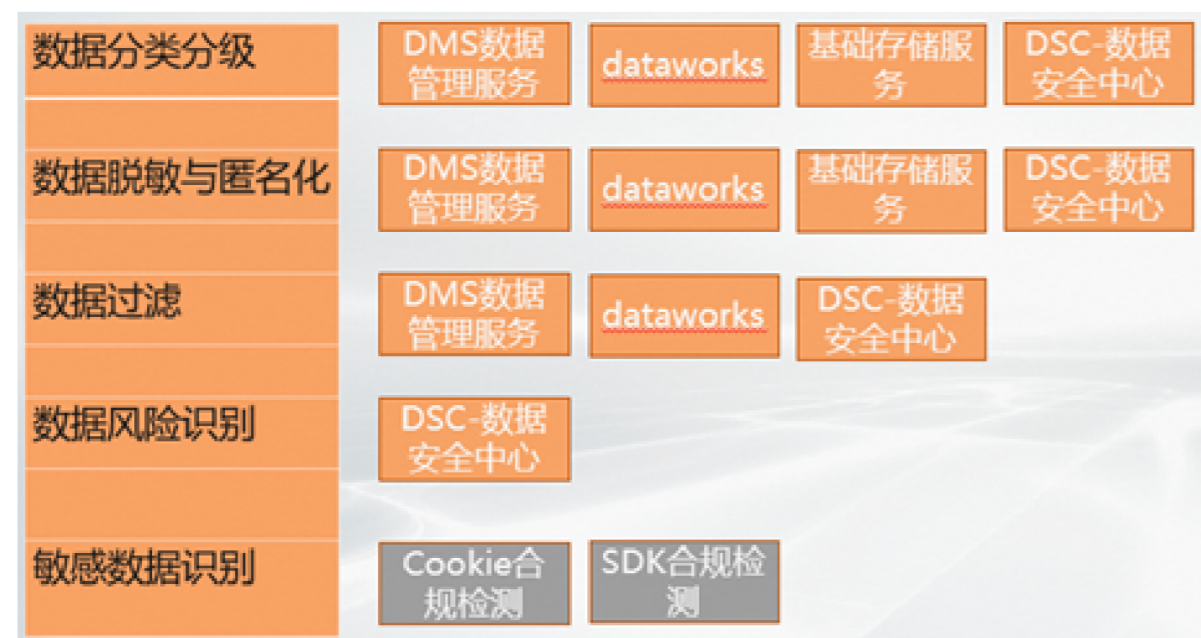 数据分类分级
DMS数据
管理服务
dataworks
基础存储服
务
DSC-数据
安全中心
数据脱敏与匿名化
DMS数据
管理服务
dataworks
基础存储服
务
DSC-数据
安全中心
数据过滤
DMS数据
管理服务
dataworks
DSC-数据
安全中心
数据风险识别
DSC-数据
安全中心
敏感数据识别
Cookie合
规检测
SDK合规检
测